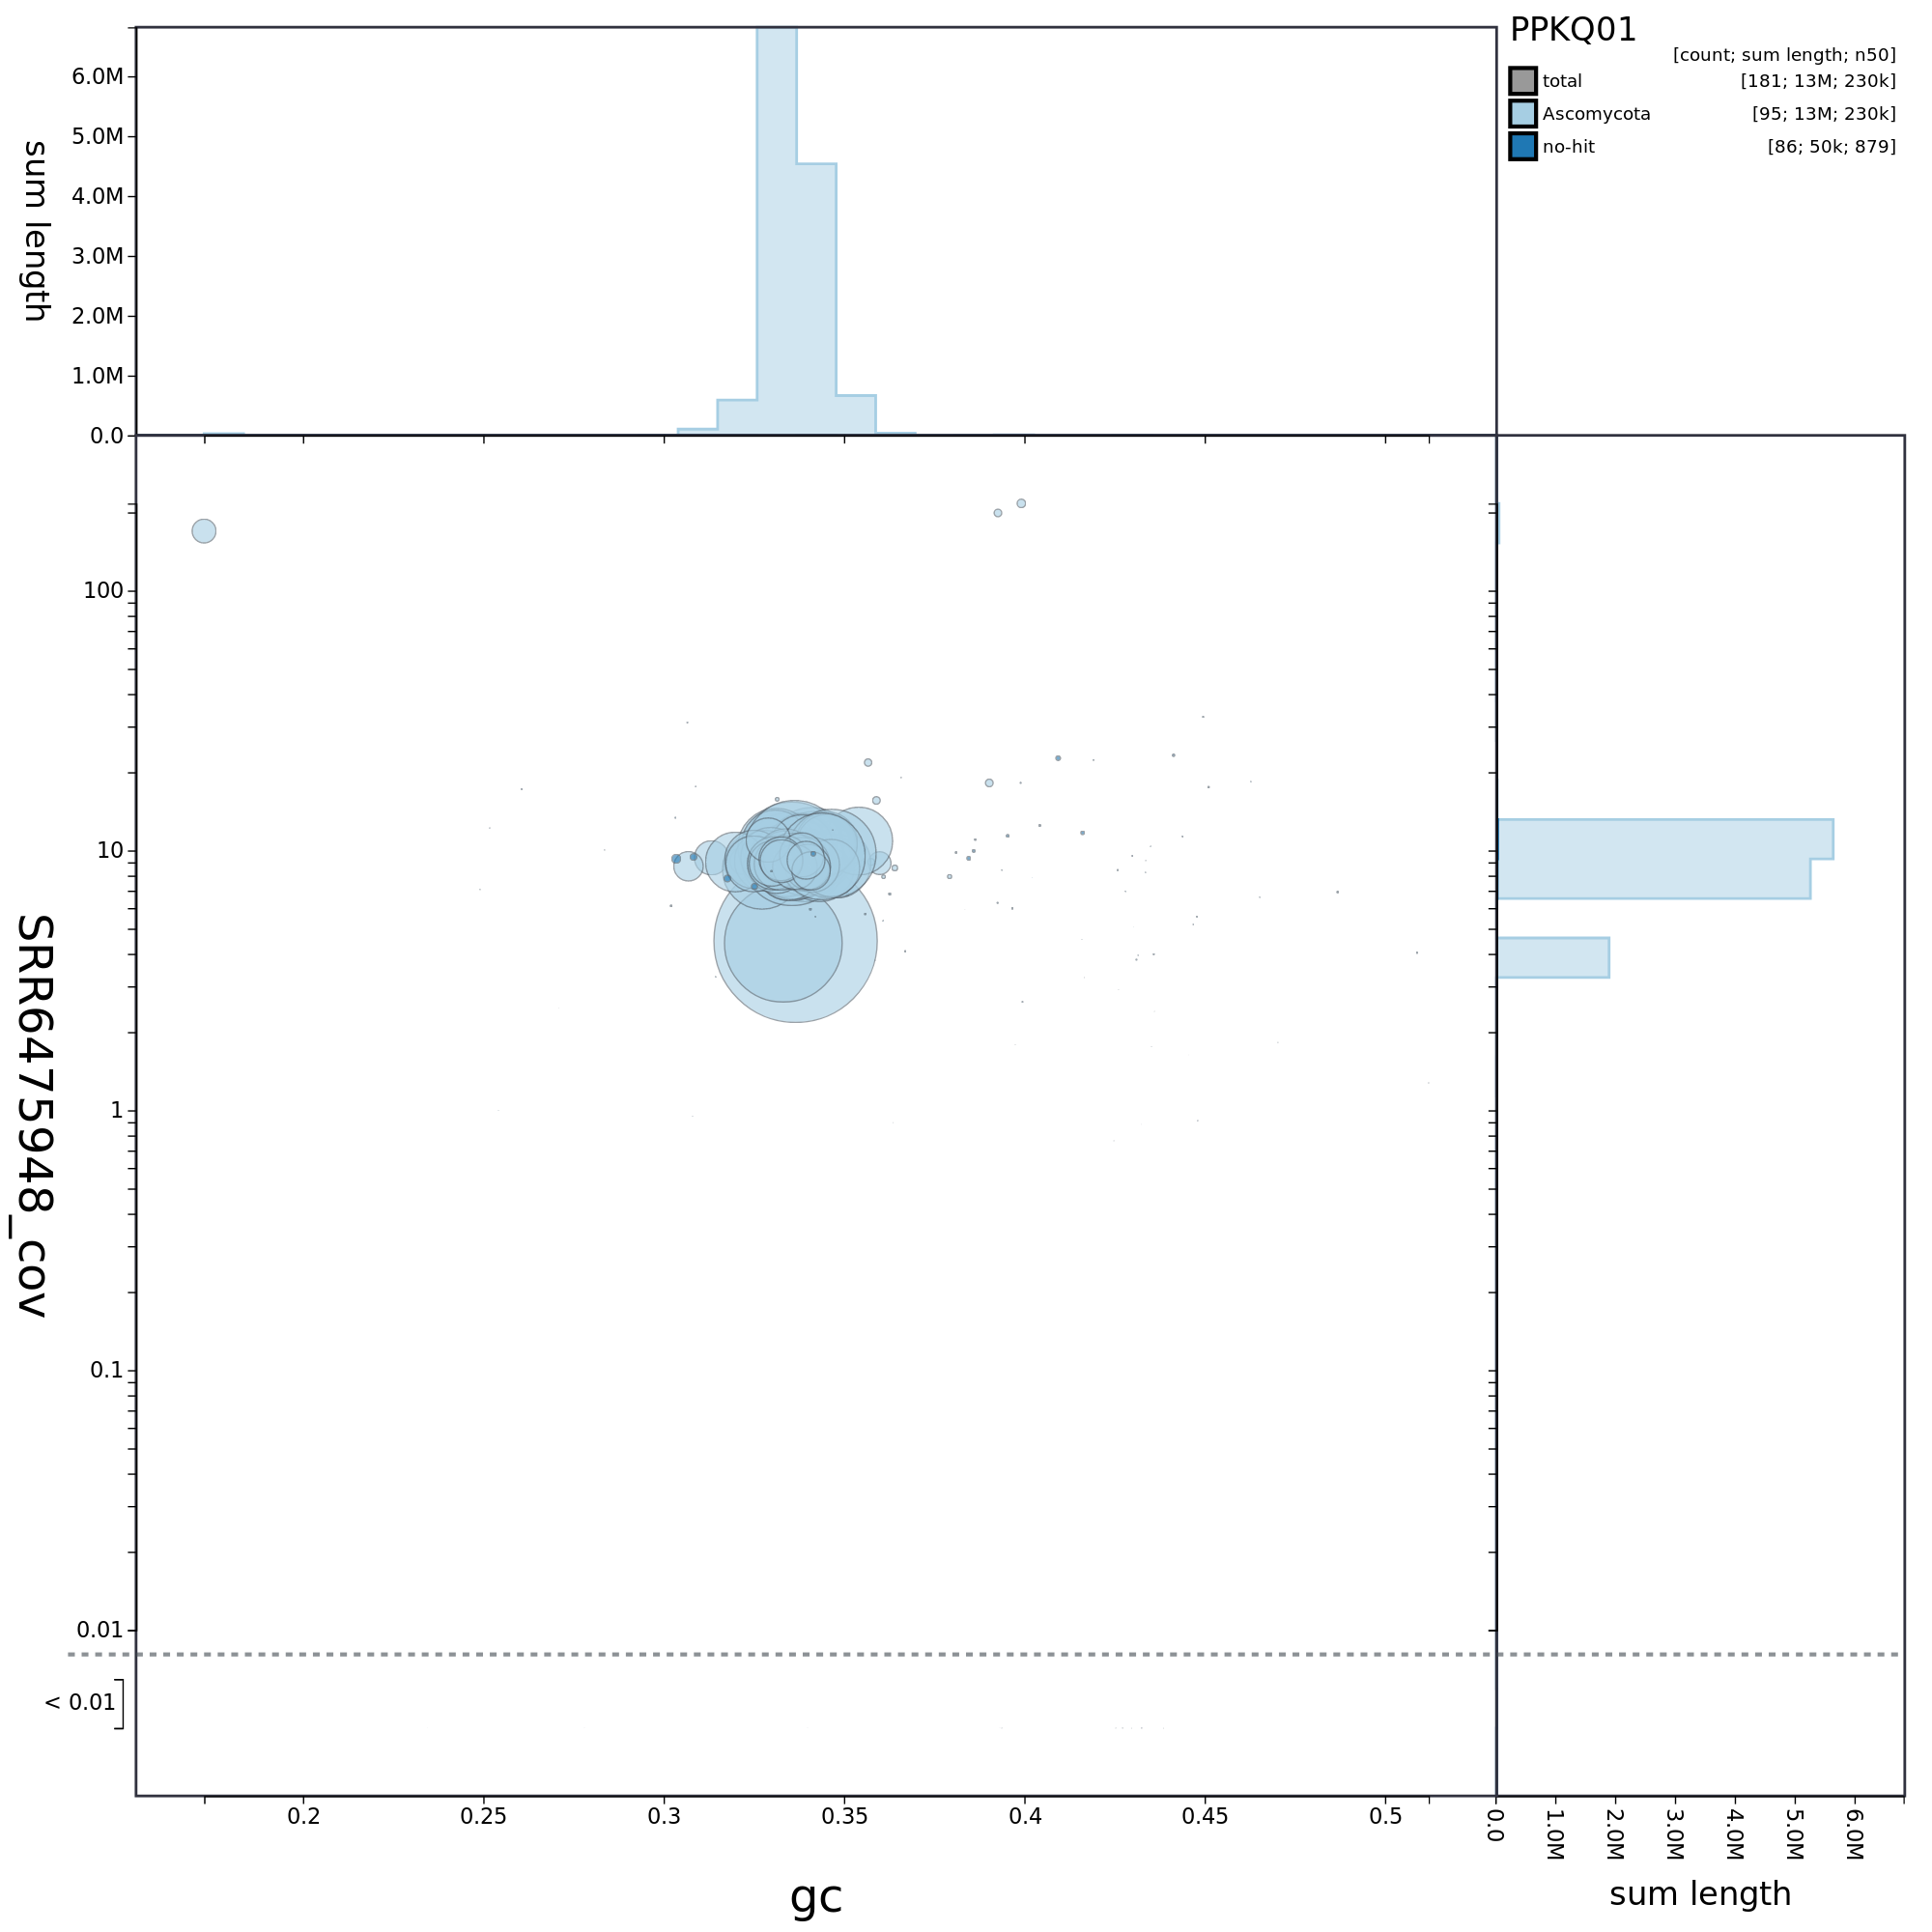 PPKQ01
[count; sum length; n50]
total [181; 13M; 230k]
Ascomycota [95; 13M; 230k]
no-hit [86; 50k; 879]
sum length
6.0M
5.0M
4.0M
3.0M
2.0M
1.0M
0.0
SRR6475948_cov
100
10
1
0.1
0.01
< 0.01
0.2 0.25 0.3 0.35 0.4 0.45 0.5
gc
0.0 1.0M 2.0M 3.0M 4.0M 5.0M 6.0M
sum length